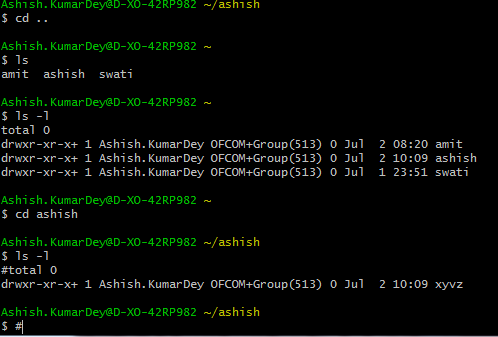 Ashish.KumarDey@D-XO-42RP982 ~/ashish
$ cd ..
Ashish.KumarDey@D-XO-42RP982 ~
$ ls
amit  ashish  swati
Ashish.KumarDey@D-XO-42RP982 ~
$ ls -l
total 0
drwxr-xr-x+ 1 Ashish.KumarDey OFCOM+Group(513) 0 Jul  2 08:20 amit
drwxr-xr-x+ 1 Ashish.KumarDey OFCOM+Group(513) 0 Jul  2 10:09 ashish
drwxr-xr-x+ 1 Ashish.KumarDey OFCOM+Group(513) 0 Jul  1 23:51 swati
Ashish.KumarDey@D-XO-42RP982 ~
$ cd ashish
Ashish.KumarDey@D-XO-42RP982 ~/ashish
$ ls -l
#total 0
drwxr-xr-x+ 1 Ashish.KumarDey OFCOM+Group(513) 0 Jul  2 10:09 xyvz
Ashish.KumarDey@D-XO-42RP982 ~/ashish
$ #